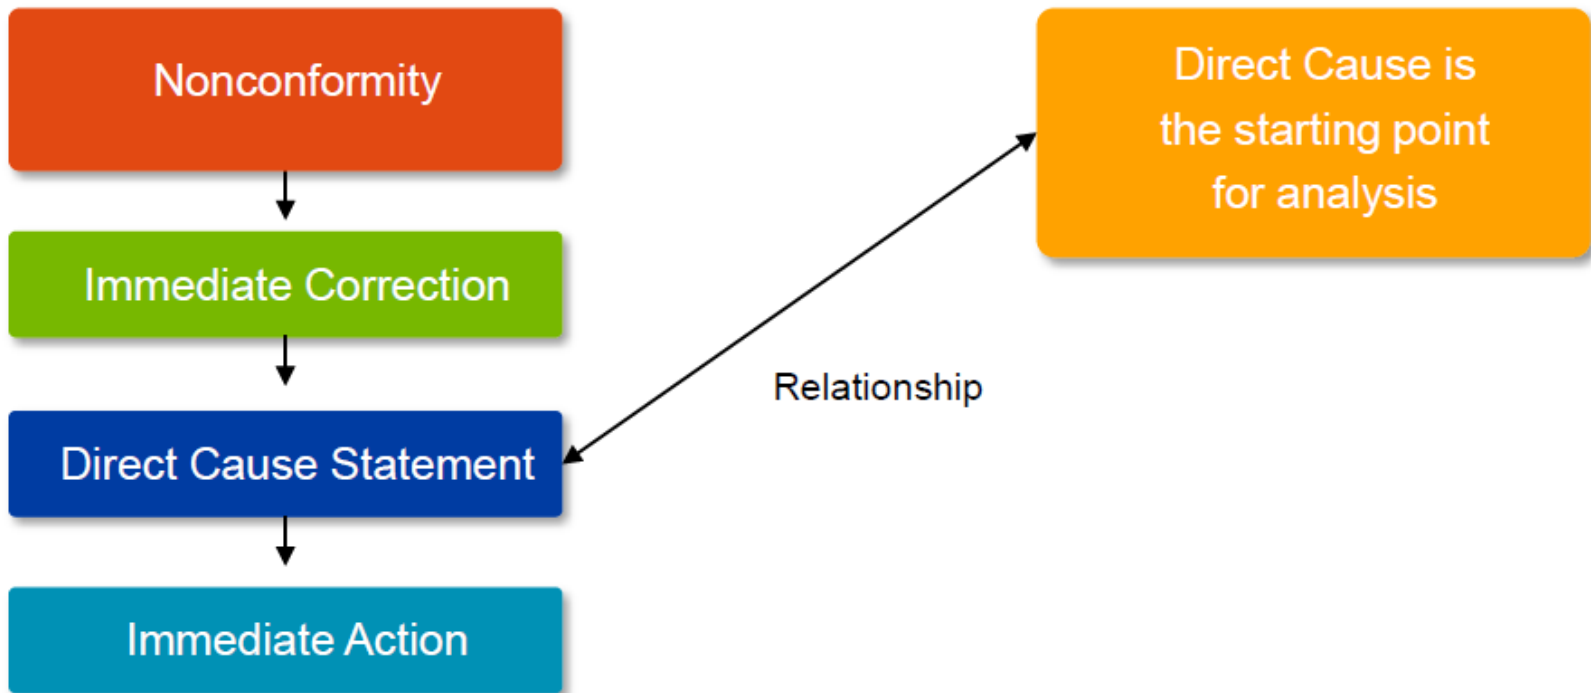 Nonconformity
Immediate Correction
Direct Cause Statement
Immediate Action
Relationship
Direct Cause is
the starting point
for analysis